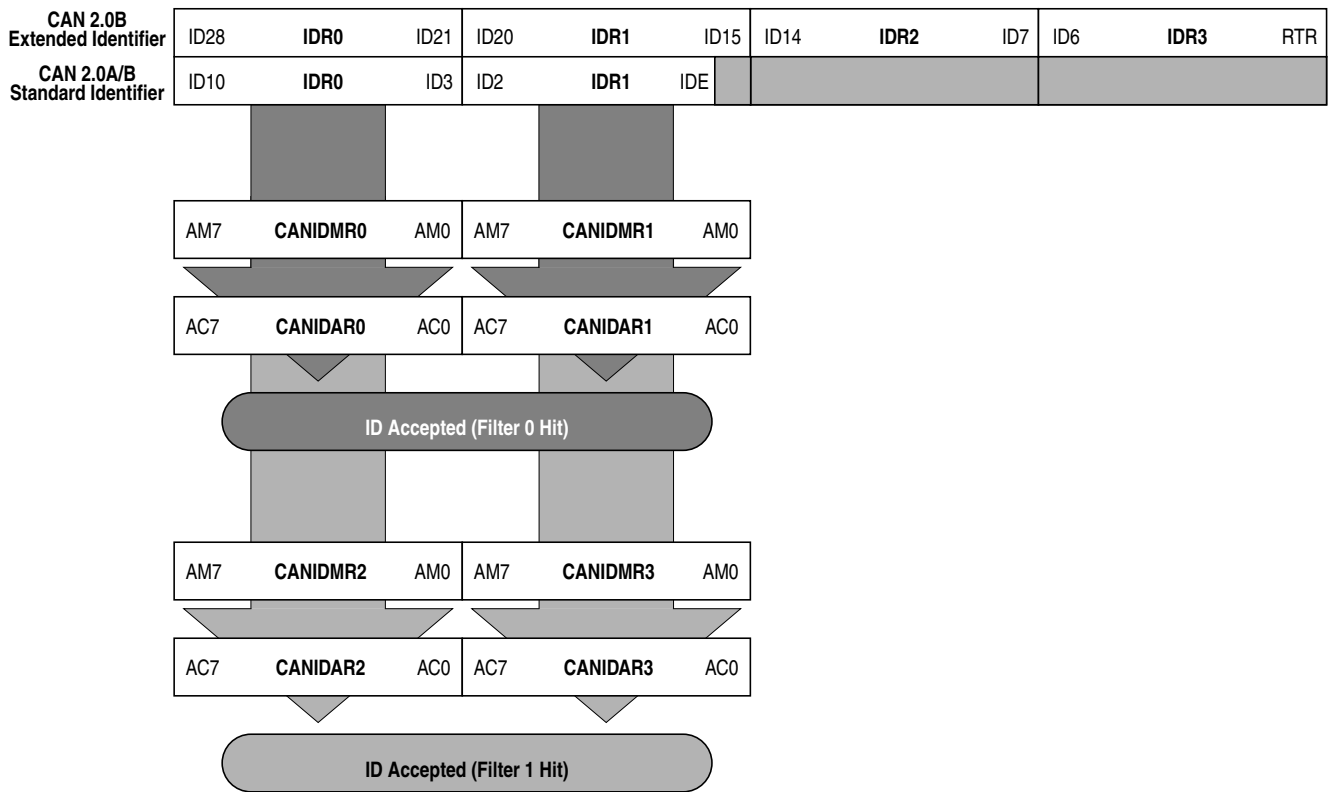 CAN 2.0B
Extended Identifier
ID28 IDR0 ID21 ID20 IDR1 ID15 ID14 IDR2 ID7 ID6 IDR3 RTR
CAN 2.0A/B
Standard Identifier
ID10 IDR0 ID3 ID2 IDR1 IDE
AM7 CANIDMR0 AM0 AM7 CANIDMR1 AM0
AC7 CANIDAR0 AC0 AC7 CANIDAR1 AC0
ID Accepted (Filter 0 Hit)
AM7 CANIDMR2 AM0 AM7 CANIDMR3 AM0
AC7 CANIDAR2 AC0 AC7 CANIDAR3 AC0
ID Accepted (Filter 1 Hit)